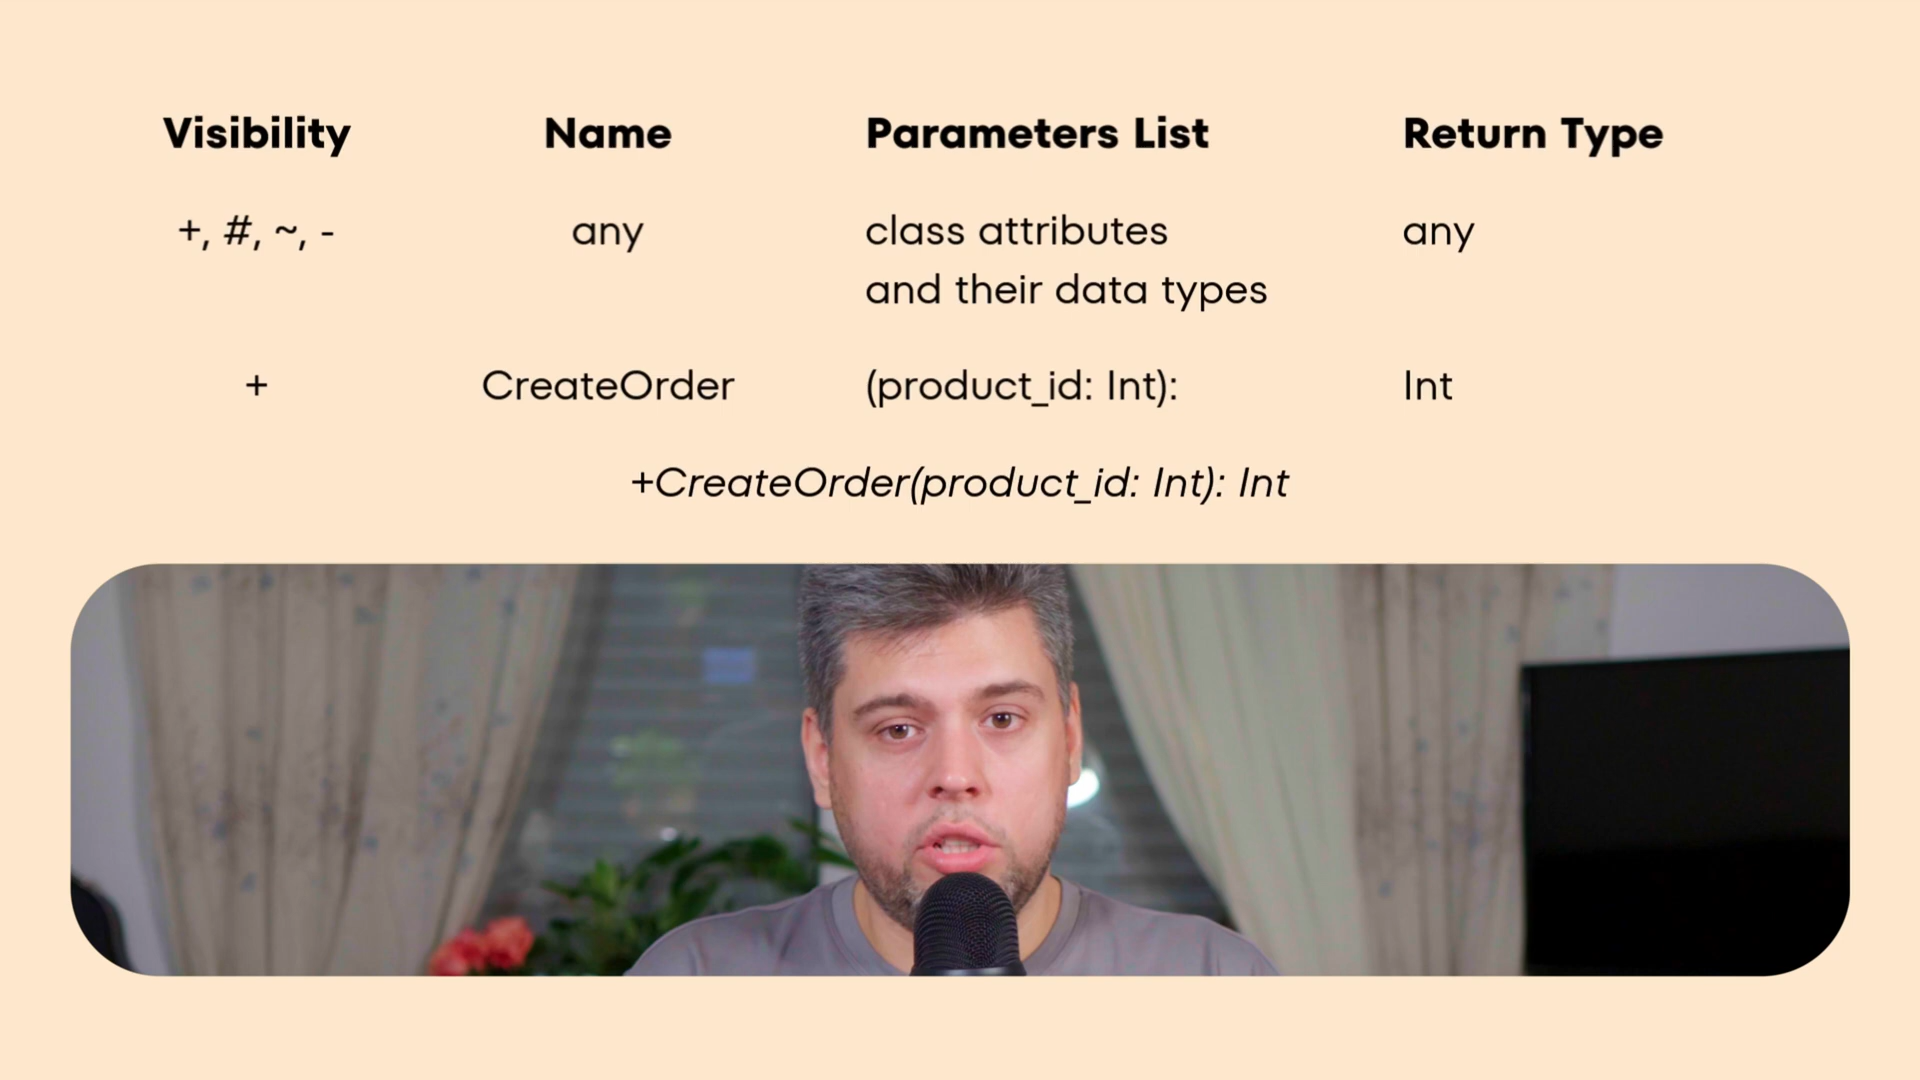 Visibility Name Parameters List Return Type
+, #, ~, - any class attributes any
and their data types
+ CreateOrder (product_id: Int): Int
+CreateOrder(product_id: Int): Int